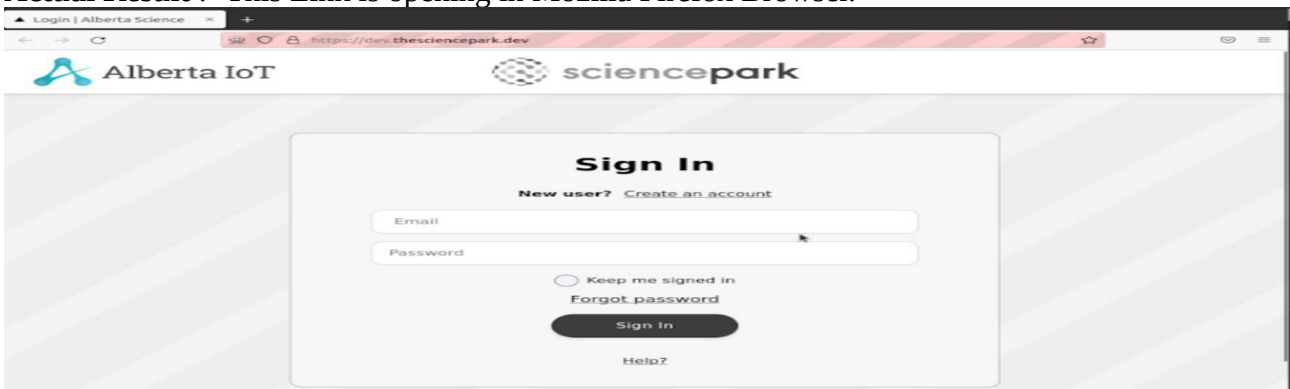 Actual Result : This Link is opening in Mozilla Firefox Browser.
Login | Alberta Science × +
https://dev.thesciencepark.dev
Alberta IoT sciencepark
Sign In
New user? Create an account
Email
Password
Keep me signed in
Forgot password
Sign In
Help?